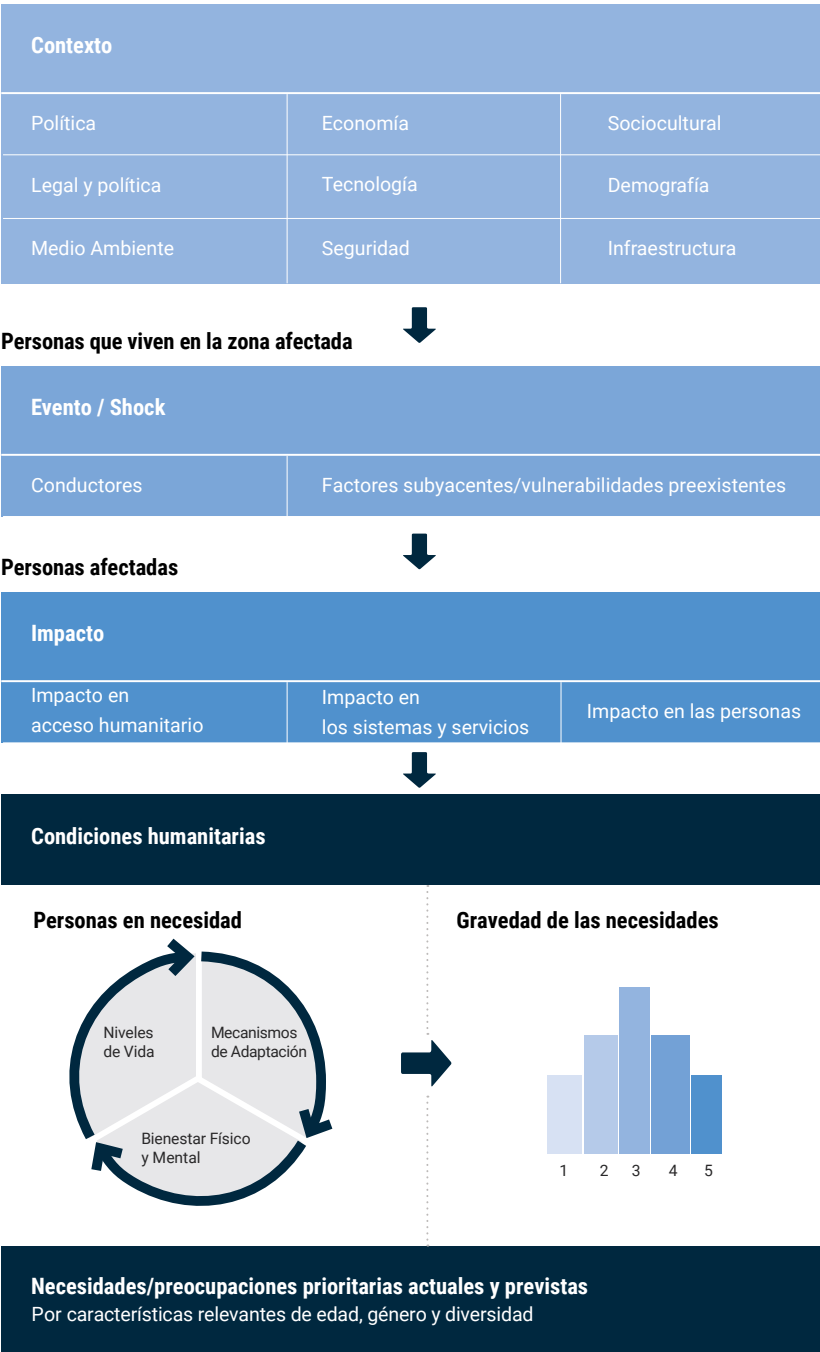 Contexto
Política
Economía
Sociocultural
Legal y política
Tecnología
Demografía
Medio Ambiente
Seguridad
Infraestructura
Personas que viven en la zona afectada
Evento / Shock
Conductores
Factores subyacentes/vulnerabilidades preexistentes
Personas afectadas
Impacto
Impacto en
acceso humanitario
Impacto en
los sistemas y servicios
Impacto en las personas
Condiciones humanitarias
Personas en necesidad
Niveles
de Vida
Mecanismos
de Adaptación
Bienestar Físico
y Mental
Gravedad de las necesidades
1 2 3 4 5
Necesidades/preocupaciones prioritarias actuales y previstas
Por características relevantes de edad, género y diversidad